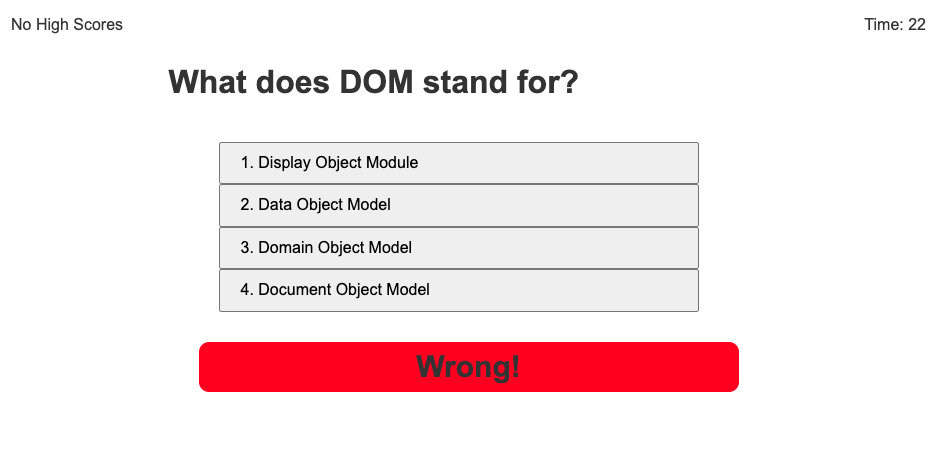 No High Scores
Time: 22
What does DOM stand for?
1. Display Object Module
2. Data Object Model
3. Domain Object Model
4. Document Object Model
Wrong!